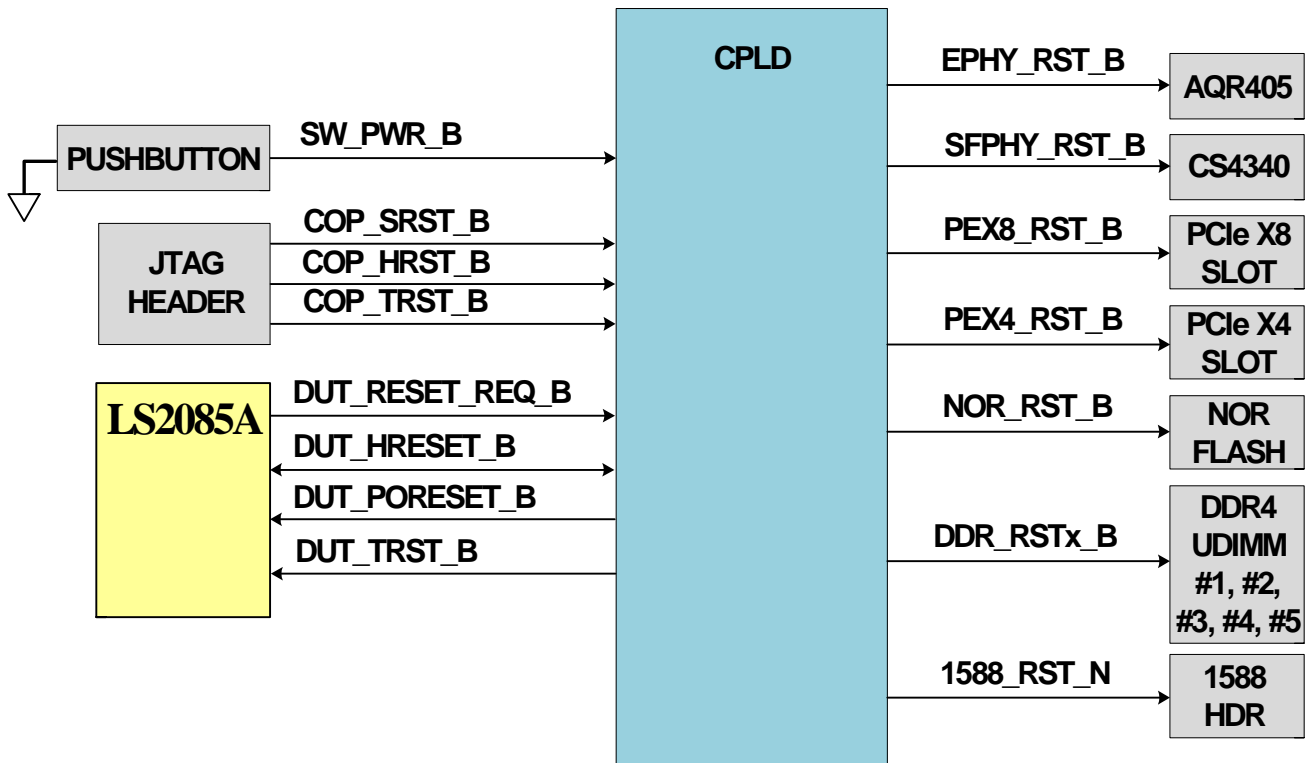 CPLD
PUSHBUTTON
SW_PWR_B
JTAG
HEADER
COP_SRST_B
COP_HRST_B
COP_TRST_B
LS2085A
DUT_RESET_REQ_B
DUT_HRESET_B
DUT_PORESET_B
DUT_TRST_B
EPHY_RST_B
AQR405
SFPHY_RST_B
CS4340
PEX8_RST_B
PCIe X8
SLOT
PEX4_RST_B
PCIe X4
SLOT
NOR_RST_B
NOR
FLASH
DDR_RSTx_B
DDR4
UDIMM
#1, #2,
#3, #4, #5
1588_RST_N
1588
HDR